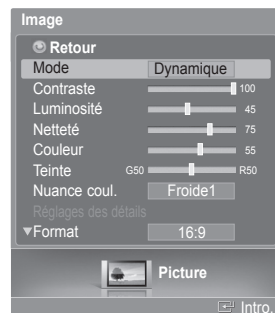 Image
Retour
Mode Dynamique
Contraste 100
Luminosité 45
Netteté 75
Couleur 55
Teinte G50 R50
Nuance coul. Froide1
Réglages des détails
▼Format 16:9
Picture
Intro.